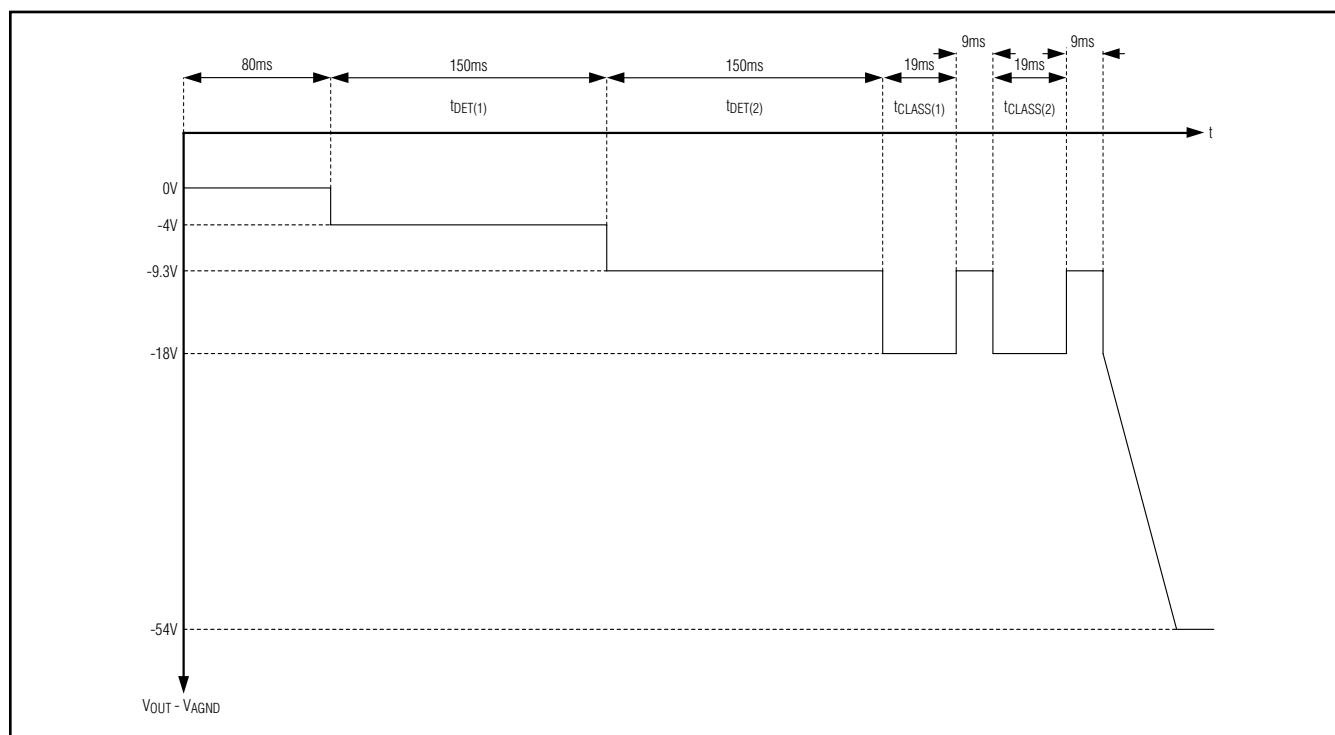 9ms 9ms
80ms 150ms 150ms 19ms 19ms
tDET(1) tDET(2) tCLASS(1) tCLASS(2)
t
0V
-4V
-9.3V
-18V
-54V
VOUT - VAGND